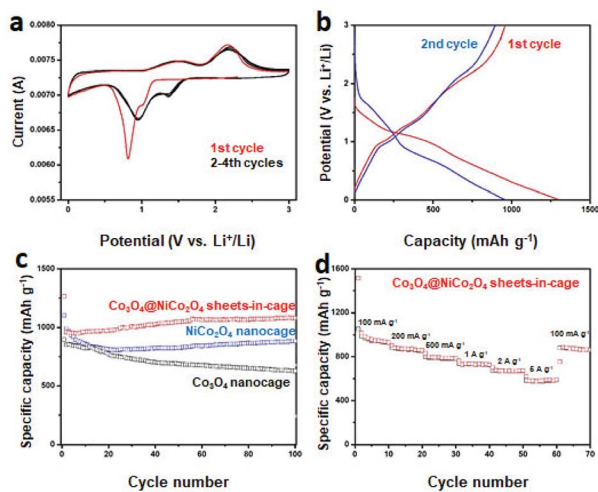 a
0.0080
0.0075
0.0070
0.0065
0.0060
0.0055
Current (A)
1st cycle
2-4th cycles
0 1 2 3
Potential (V vs. Li⁺/Li)
b
3
2
1
0
Potential (V vs. Li⁺/Li)
2nd cycle 1st cycle
0 500 1000 1500
Capacity (mAh g⁻¹)
c
1500
1000
500
0
Specific capacity (mAh g⁻¹)
Co₃O₄@NiCo₂O₄ sheets-in-cage
NiCo₂O₄ nanocage
Co₃O₄ nanocage
0 20 40 60 80 100
Cycle number
d
1600
1200
800
400
0
Specific capacity (mAh g⁻¹)
Co₃O₄@NiCo₂O₄ sheets-in-cage
100 mA g⁻¹
200 mA g⁻¹
500 mA g⁻¹
1 A g⁻¹
2 A g⁻¹
5 A g⁻¹
100 mA g⁻¹
0 10 20 30 40 50 60 70
Cycle number